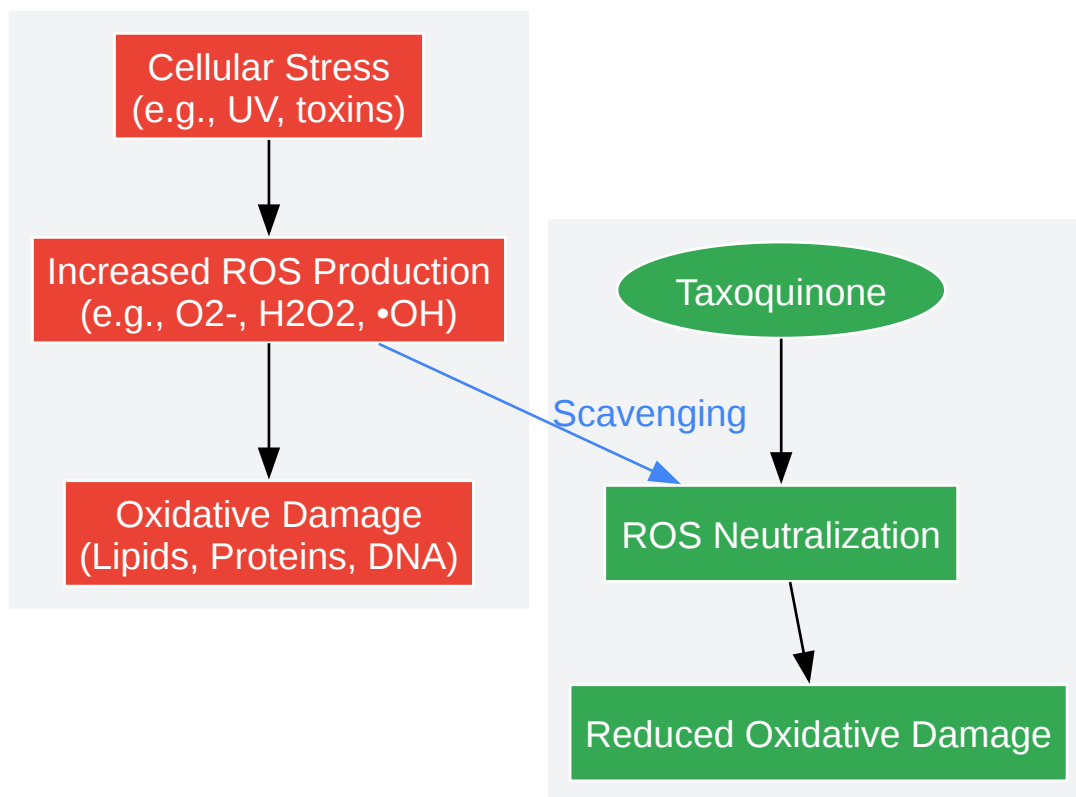 Cellular Stress
(e.g., UV, toxins)
Increased ROS Production
(e.g., O2-, H2O2, •OH)
Oxidative Damage
(Lipids, Proteins, DNA)
Taxoquinone
Scavenging
ROS Neutralization
Reduced Oxidative Damage